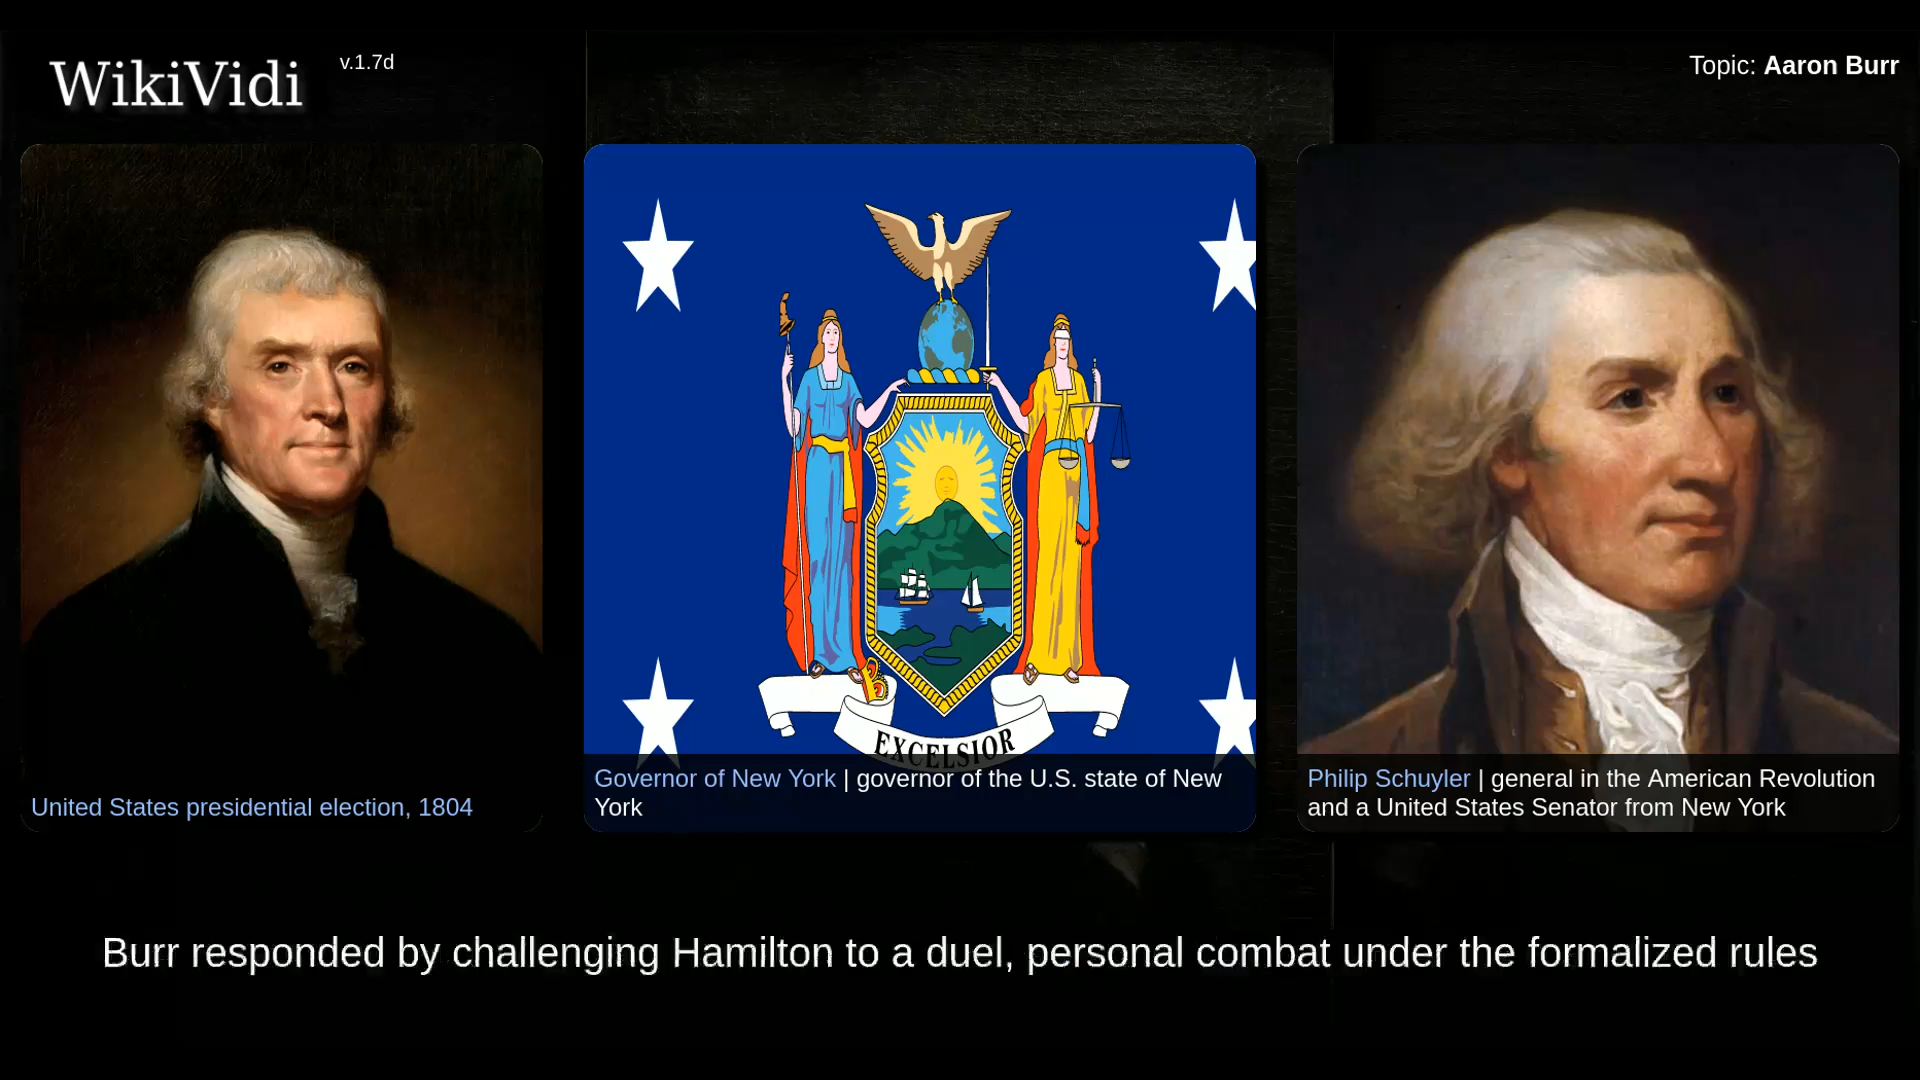 WikiVidi
v.1.7d
Topic: Aaron Burr
EXCELSIOR
United States presidential election, 1804
Governor of New York | governor of the U.S. state of New
York
Philip Schuyler | general in the American Revolution
and a United States Senator from New York
Burr responded by challenging Hamilton to a duel, personal combat under the formalized rules